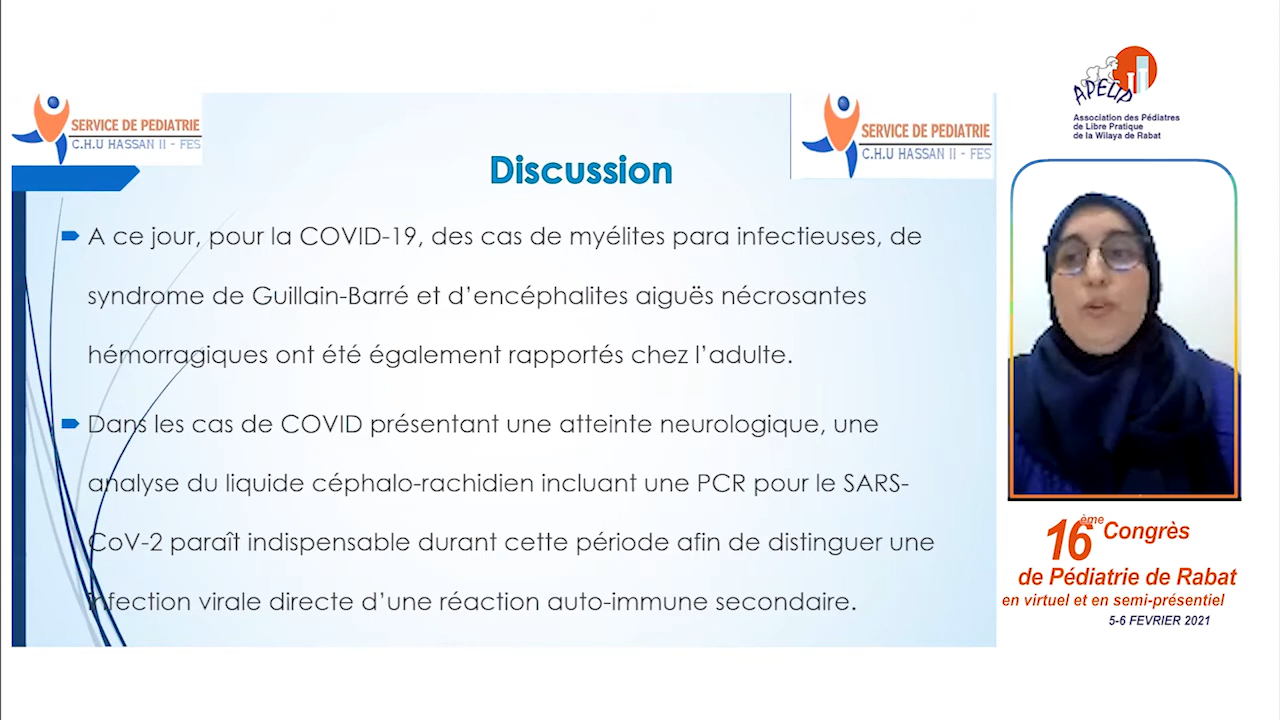 SERVICE DE PEDIATRIE
C.H.U HASSAN II - FES
SERVICE DE PEDIATRIE
C.H.U HASSAN II - FES
Discussion
A ce jour, pour la COVID-19, des cas de myélites para infectieuses, de
syndrome de Guillain-Barré et d’encéphalites aiguës nécrosantes
hémorragiques ont été également rapportés chez l’adulte.
Dans les cas de COVID présentant une atteinte neurologique, une
analyse du liquide céphalo-rachidien incluant une PCR pour le SARS-
CoV-2 paraît indispensable durant cette période afin de distinguer une
infection virale directe d’une réaction auto-immune secondaire.
APELIP
Association des Pédiatres
de Libre Pratique
de la Wilaya de Rabat
16ème Congrès
de Pédiatrie de Rabat
en virtuel et en semi-présentiel
5-6 FEVRIER 2021